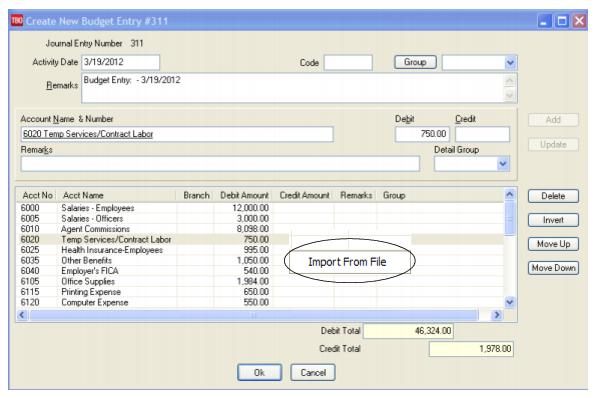 TBO Create New Budget Entry #311
Journal Entry Number 311
Activity Date 3/19/2012 Code Group
Remarks Budget Entry: - 3/19/2012
Account Name & Number Debit Credit Add
6020 Temp Services/Contract Labor 750.00
Update
Remarks Detail Group
Acct No Acct Name Branch Debit Amount Credit Amount Remarks Group Delete
6000 Salaries - Employees 12,000.00
6005 Salaries - Officers 3,000.00 Invert
6010 Agent Commissions 8,098.00
6020 Temp Services/Contract Labor 750.00 Move Up
6025 Health Insurance-Employees 995.00
6035 Other Benefits 1,050.00 Import From File Move Down
6040 Employer's FICA 540.00
6105 Office Supplies 1,984.00
6115 Printing Expense 650.00
6120 Computer Expense 550.00
Debit Total 46,324.00
Credit Total 1,978.00
Ok Cancel